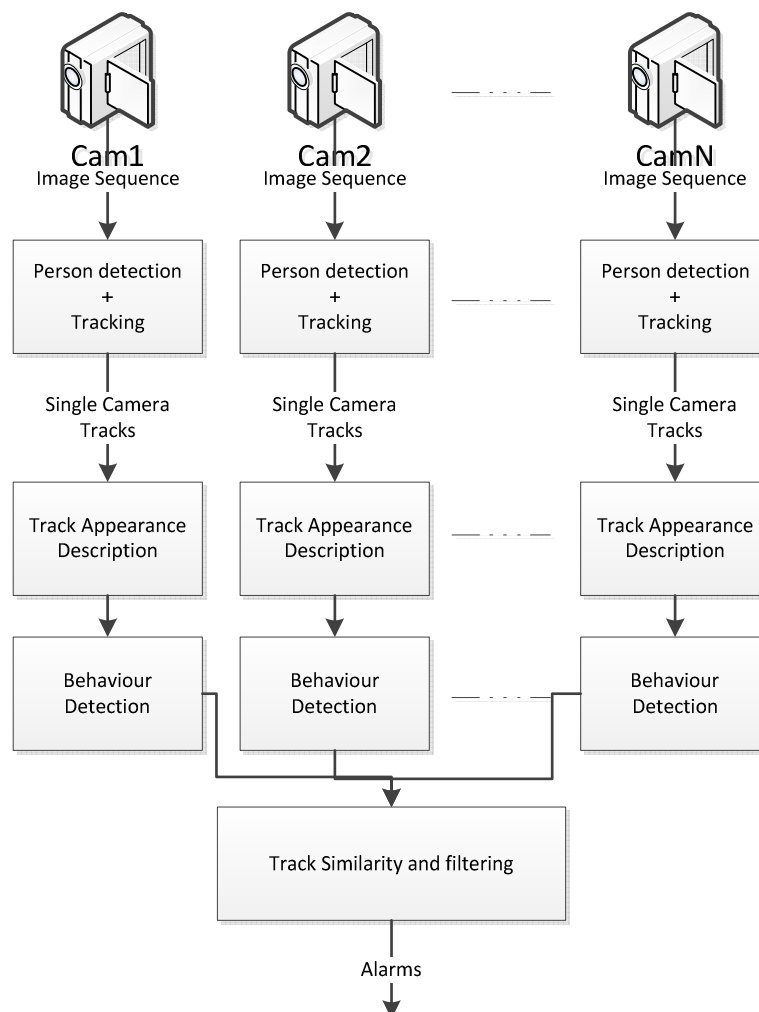 Cam1
Cam2
CamN
Image Sequence
Image Sequence
Image Sequence
Person detection
+
Tracking
Person detection
+
Tracking
Person detection
+
Tracking
Single Camera
Tracks
Single Camera
Tracks
Single Camera
Tracks
Track Appearance
Description
Track Appearance
Description
Track Appearance
Description
Behaviour
Detection
Behaviour
Detection
Behaviour
Detection
Track Similarity and filtering
Alarms